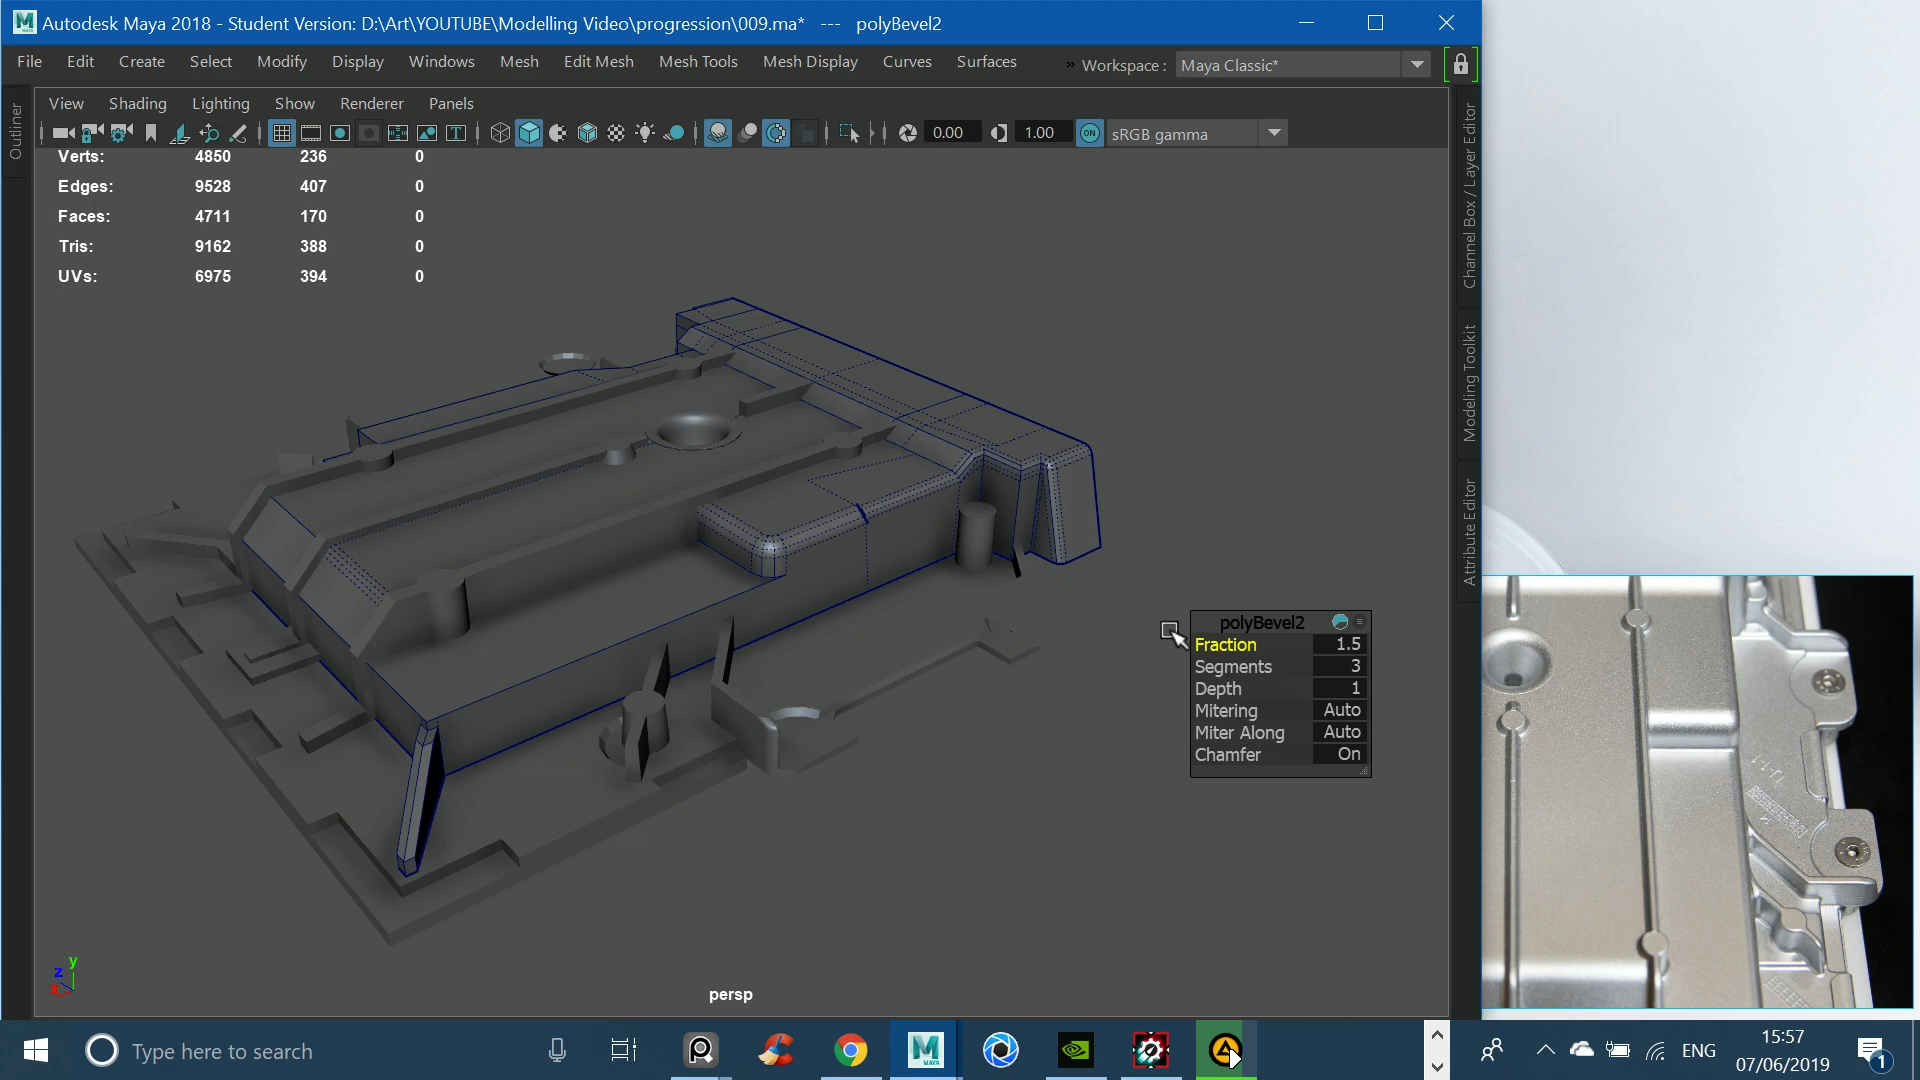 Autodesk Maya 2018 - Student Version: D:\Art\YOUTUBE\Modelling Video\progression\009.ma* --- polyBevel2
File Edit Create Select Modify Display Windows Mesh Edit Mesh Mesh Tools Mesh Display Curves Surfaces » Workspace : Maya Classic*
View Shading Lighting Show Renderer Panels
0.00 1.00 ON sRGB gamma
Outliner
Channel Box / Layer Editor
Modeling Toolkit
Attribute Editor
Verts: 4850 236 0
Edges: 9528 407 0
Faces: 4711 170 0
Tris: 9162 388 0
UVs: 6975 394 0
polyBevel2
Fraction 1.5
Segments 3
Depth 1
Mitering Auto
Miter Along Auto
Chamfer On
y
z
x
persp
Type here to search
MAYA
ENG
15:57
07/06/2019
1